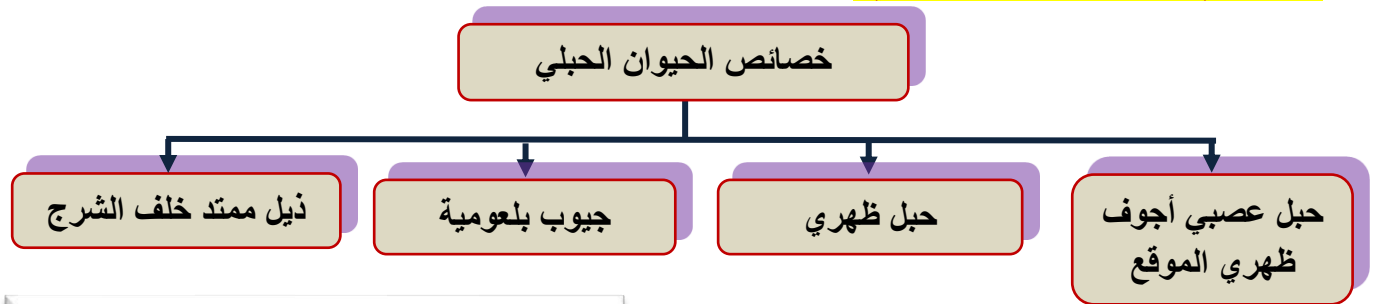 خصائص الحيوان الحبلي
حبل عصبي أجوف
ظهري الموقع
حبل ظهري
جيوب بلعومية
ذيل ممتد خلف الشرج